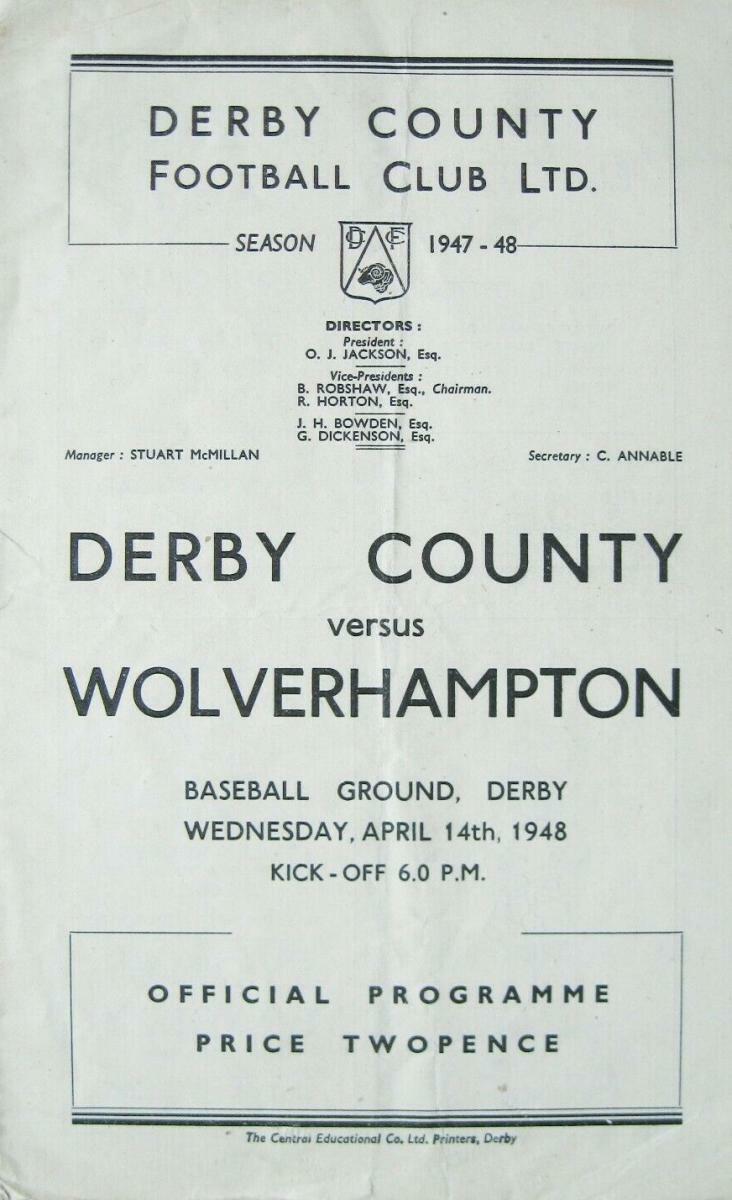 DERBY COUNTY
FOOTBALL CLUB LTD.
SEASON DCFC 1947 - 48
DIRECTORS :
President :
O. J. JACKSON, Esq.
Vice-Presidents :
B. ROBSHAW, Esq., Chairman.
R. HORTON, Esq.
J. H. BOWDEN, Esq.
G. DICKENSON, Esq.
Manager : STUART McMILLAN Secretary : C. ANNABLE
DERBY COUNTY
versus
WOLVERHAMPTON
BASEBALL GROUND, DERBY
WEDNESDAY, APRIL 14th, 1948
KICK - OFF 6.0 P.M.
OFFICIAL PROGRAMME
PRICE TWOPENCE
The Central Educational Co. Ltd. Printers, Derby